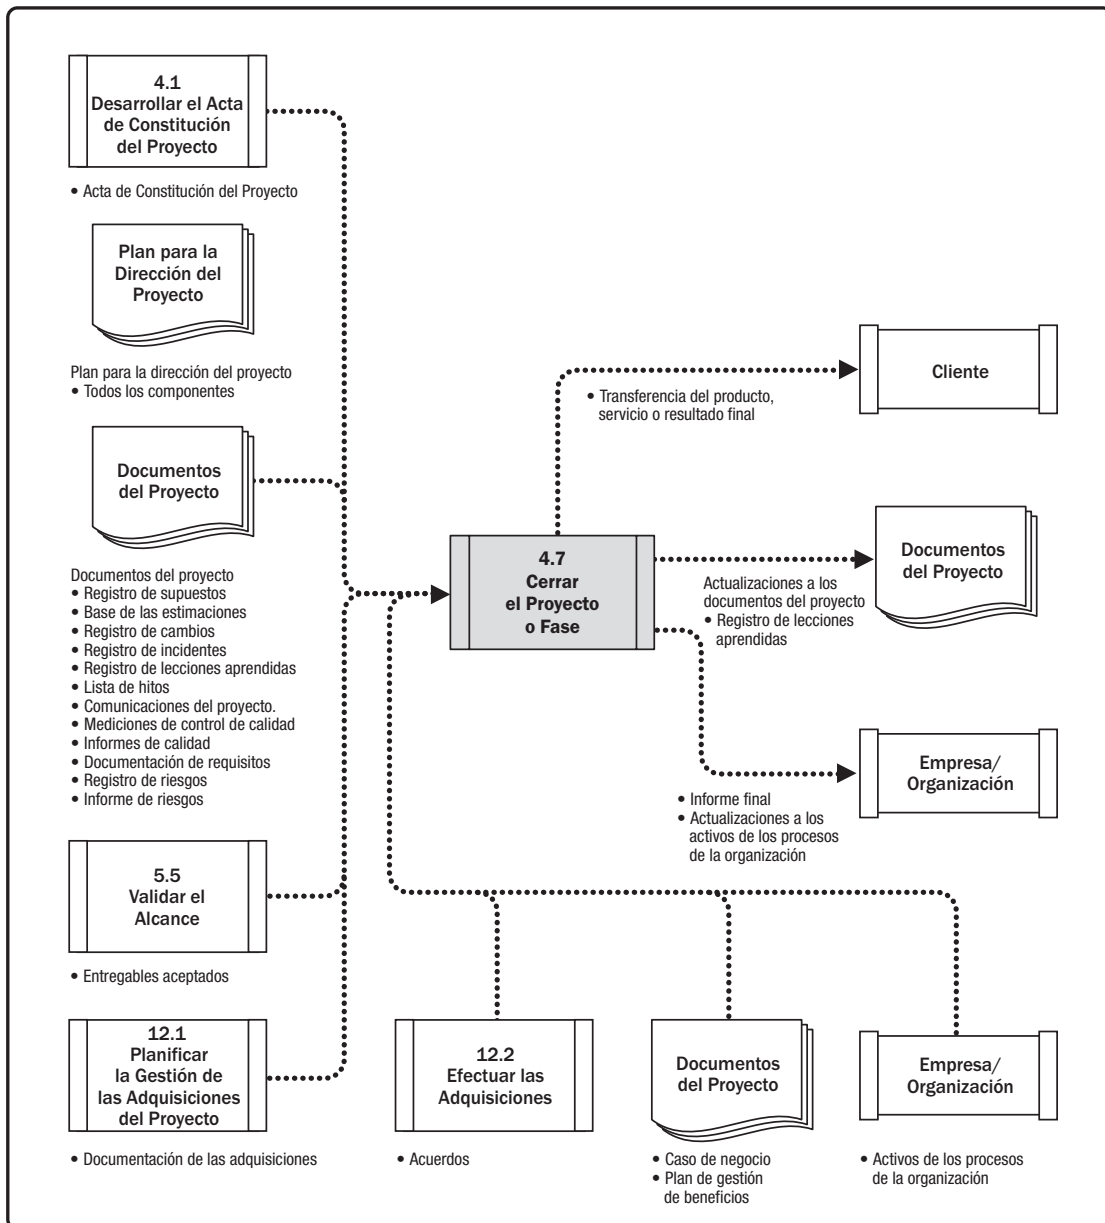 4.1
Desarrollar el Acta
de Constitución
del Proyecto
• Acta de Constitución del Proyecto
Plan para la
Dirección del
Proyecto
Plan para la dirección del proyecto
• Todos los componentes
Documentos
del Proyecto
Documentos del proyecto
• Registro de supuestos
• Base de las estimaciones
• Registro de cambios
• Registro de incidentes
• Registro de lecciones aprendidas
• Lista de hitos
• Comunicaciones del proyecto.
• Mediciones de control de calidad
• Informes de calidad
• Documentación de requisitos
• Registro de riesgos
• Informe de riesgos
5.5
Validar el
Alcance
• Entregables aceptados
12.1
Planificar
la Gestión de
las Adquisiciones
del Proyecto
• Documentación de las adquisiciones
4.7
Cerrar
el Proyecto
o Fase
• Transferencia del producto,
servicio o resultado final
Cliente
Actualizaciones a los
documentos del proyecto
• Registro de lecciones
aprendidas
Documentos
del Proyecto
• Informe final
• Actualizaciones a los
activos de los procesos
de la organización
Empresa/
Organización
12.2
Efectuar las
Adquisiciones
• Acuerdos
Documentos
del Proyecto
• Caso de negocio
• Plan de gestión
de beneficios
Empresa/
Organización
• Activos de los procesos
de la organización